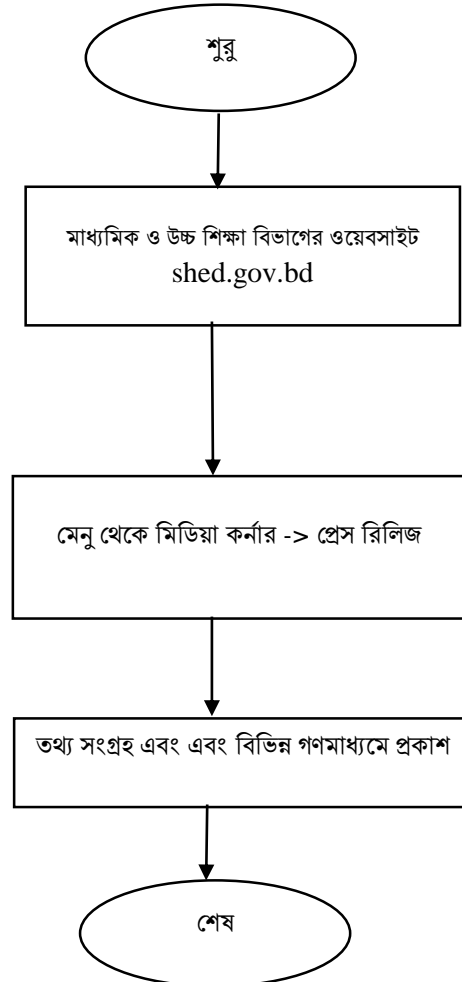 শুরু
মাধ্যমিক ও উচ্চ শিক্ষা বিভাগের ওয়েবসাইট
shed.gov.bd
মেনু থেকে মিডিয়া কর্নার -> প্রেস রিলিজ
তথ্য সংগ্রহ এবং এবং বিভিন্ন গণমাধ্যমে প্রকাশ
শেষ